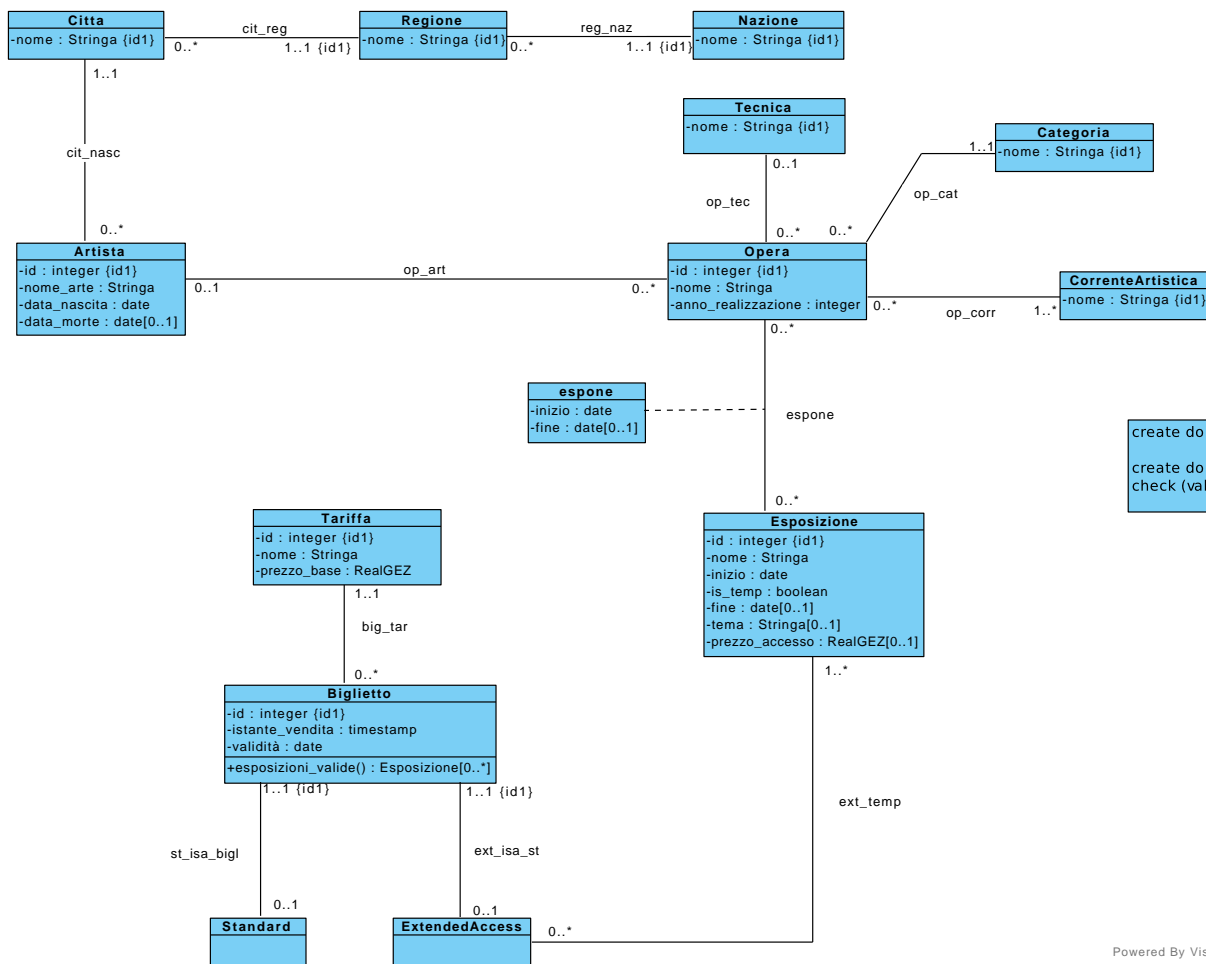 Citta
-nome : Stringa {id1}
cit_reg
0..*
1..1 {id1}
Regione
-nome : Stringa {id1}
reg_naz
0..*
1..1 {id1}
Nazione
-nome : Stringa {id1}
1..1
cit_nasc
0..*
Tecnica
-nome : Stringa {id1}
0..1
op_tec
0..*
Categoria
-nome : Stringa {id1}
1..1
op_cat
0..*
Artista
-id : integer {id1}
-nome_arte : Stringa
-data_nascita : date
-data_morte : date[0..1]
op_art
0..1
0..*
Opera
-id : integer {id1}
-nome : Stringa
-anno_realizzazione : integer
CorrenteArtistica
-nome : Stringa {id1}
0..*
op_corr
1..*
0..*
espone
-inizio : date
-fine : date[0..1]
espone
0..*
create do
create do
check (val
Tariffa
-id : integer {id1}
-nome : Stringa
-prezzo_base : RealGEZ
1..1
big_tar
0..*
Esposizione
-id : integer {id1}
-nome : Stringa
-inizio : date
-is_temp : boolean
-fine : date[0..1]
-tema : Stringa[0..1]
-prezzo_accesso : RealGEZ[0..1]
1..*
Biglietto
-id : integer {id1}
-istante_vendita : timestamp
-validità : date
+esposizioni_valide() : Esposizione[0..*]
1..1 {id1}
1..1 {id1}
ext_temp
st_isa_bigl
ext_isa_st
0..1
0..1
Standard
ExtendedAccess
0..*
Powered By Vis